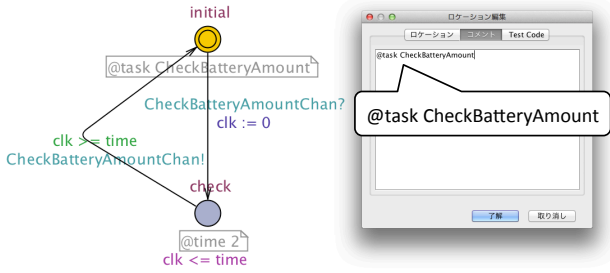 initial
@task CheckBatteryAmount
CheckBatteryAmountChan?
clk := 0
clk >= time
CheckBatteryAmountChan!
check
@time 2
clk <= time
ロケーション編集
ロケーション コメント Test Code
@task CheckBatteryAmount
@task CheckBatteryAmount
了解 取り消し